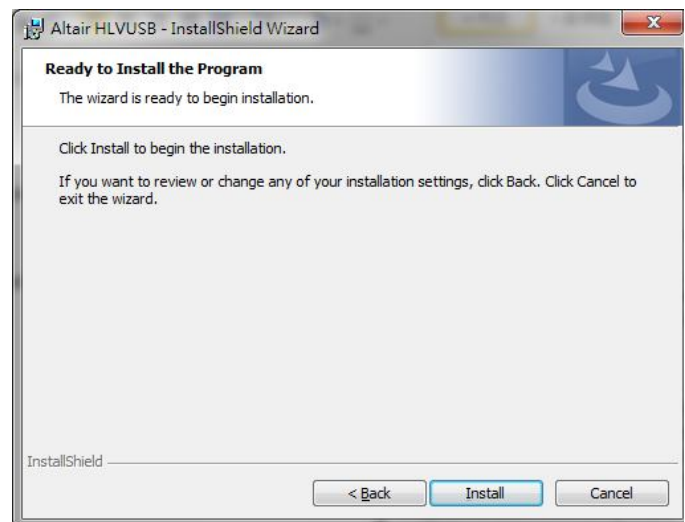 Altair HLVUSB - InstallShield Wizard
Ready to Install the Program
The wizard is ready to begin installation.
Click Install to begin the installation.
If you want to review or change any of your installation settings, click Back. Click Cancel to
exit the wizard.
InstallShield
< Back Install Cancel